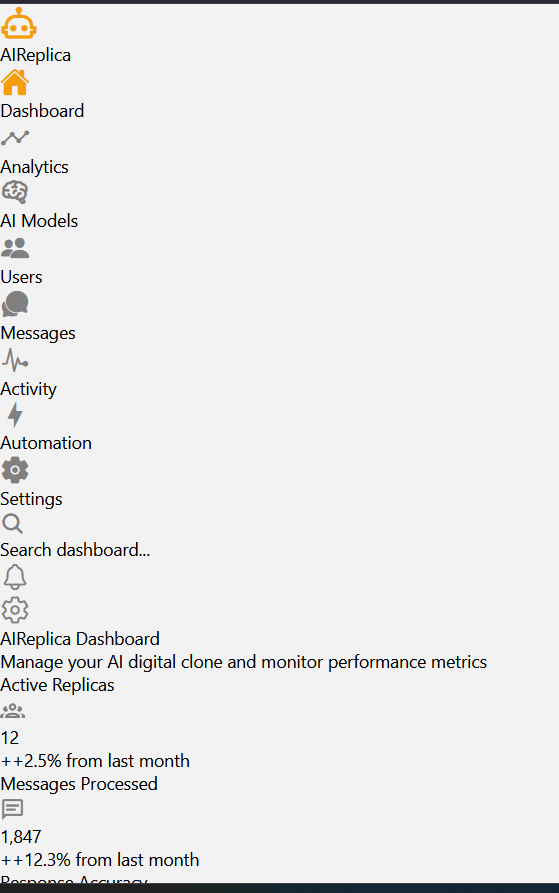 AIReplica
Dashboard
Analytics
AI Models
Users
Messages
Activity
Automation
Settings
Search dashboard...
AIReplica Dashboard
Manage your AI digital clone and monitor performance metrics
Active Replicas
12
++2.5% from last month
Messages Processed
1,847
++12.3% from last month
Response Accuracy